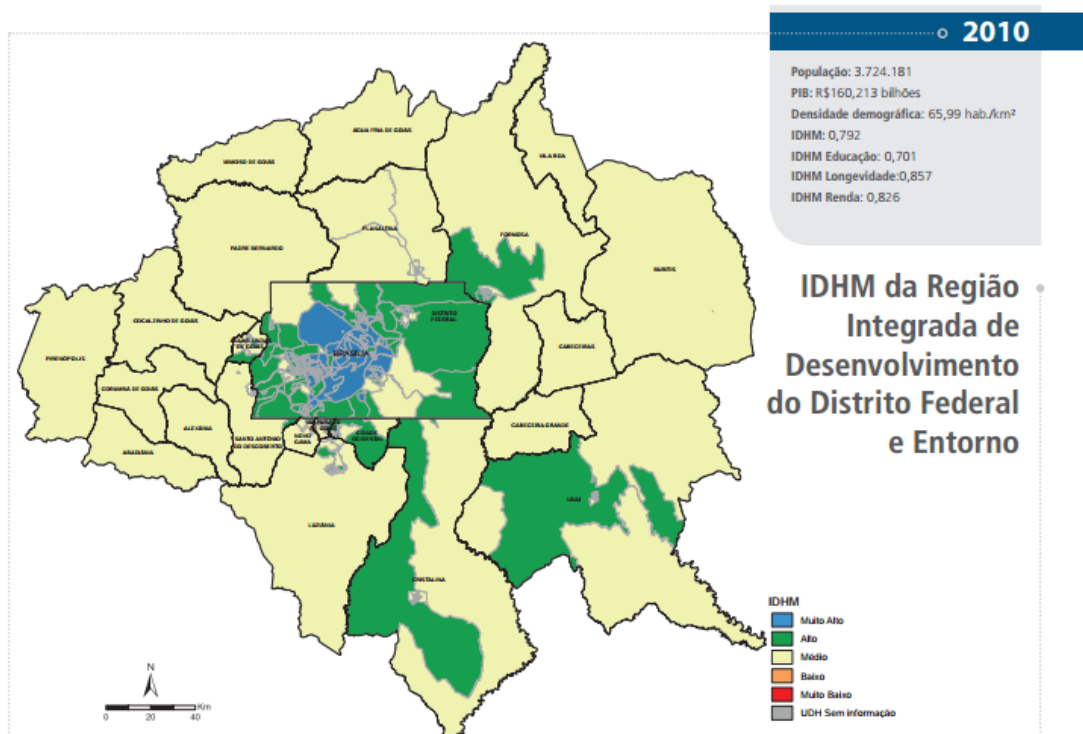 2010
População: 3.724.181
PIB: R$160,213 bilhões
Densidade demográfica: 65,99 hab./km²
IDHM: 0,792
IDHM Educação: 0,701
IDHM Longevidade:0,857
IDHM Renda: 0,826
IDHM da Região
Integrada de
Desenvolvimento
do Distrito Federal
e Entorno
ÁGUA FRIA DE GOIÁS
MIMOSO DE GOIÁS
VILA BOA
PLANALTINA
FORMOSA
PADRE BERNARDO
BURITIS
DISTRITO
FEDERAL
COCALZINHO DE GOIÁS
CABECEIRAS
BRASÍLIA
PIRENÓPOLIS
CORUMBÁ DE GOIÁS
ALEXÂNIA
SANTO ANTÔNIO
DO DESCOBERTO
NOVO
GAMA
CIDADE
OCIDENTAL
CABECEIRA GRANDE
ABADIÂNIA
UNAÍ
LUZIÂNIA
CRISTALINA
IDHM
Muito Alto
Alto
Médio
Baixo
Muito Baixo
UDH Sem informação
N
Km
0 20 40